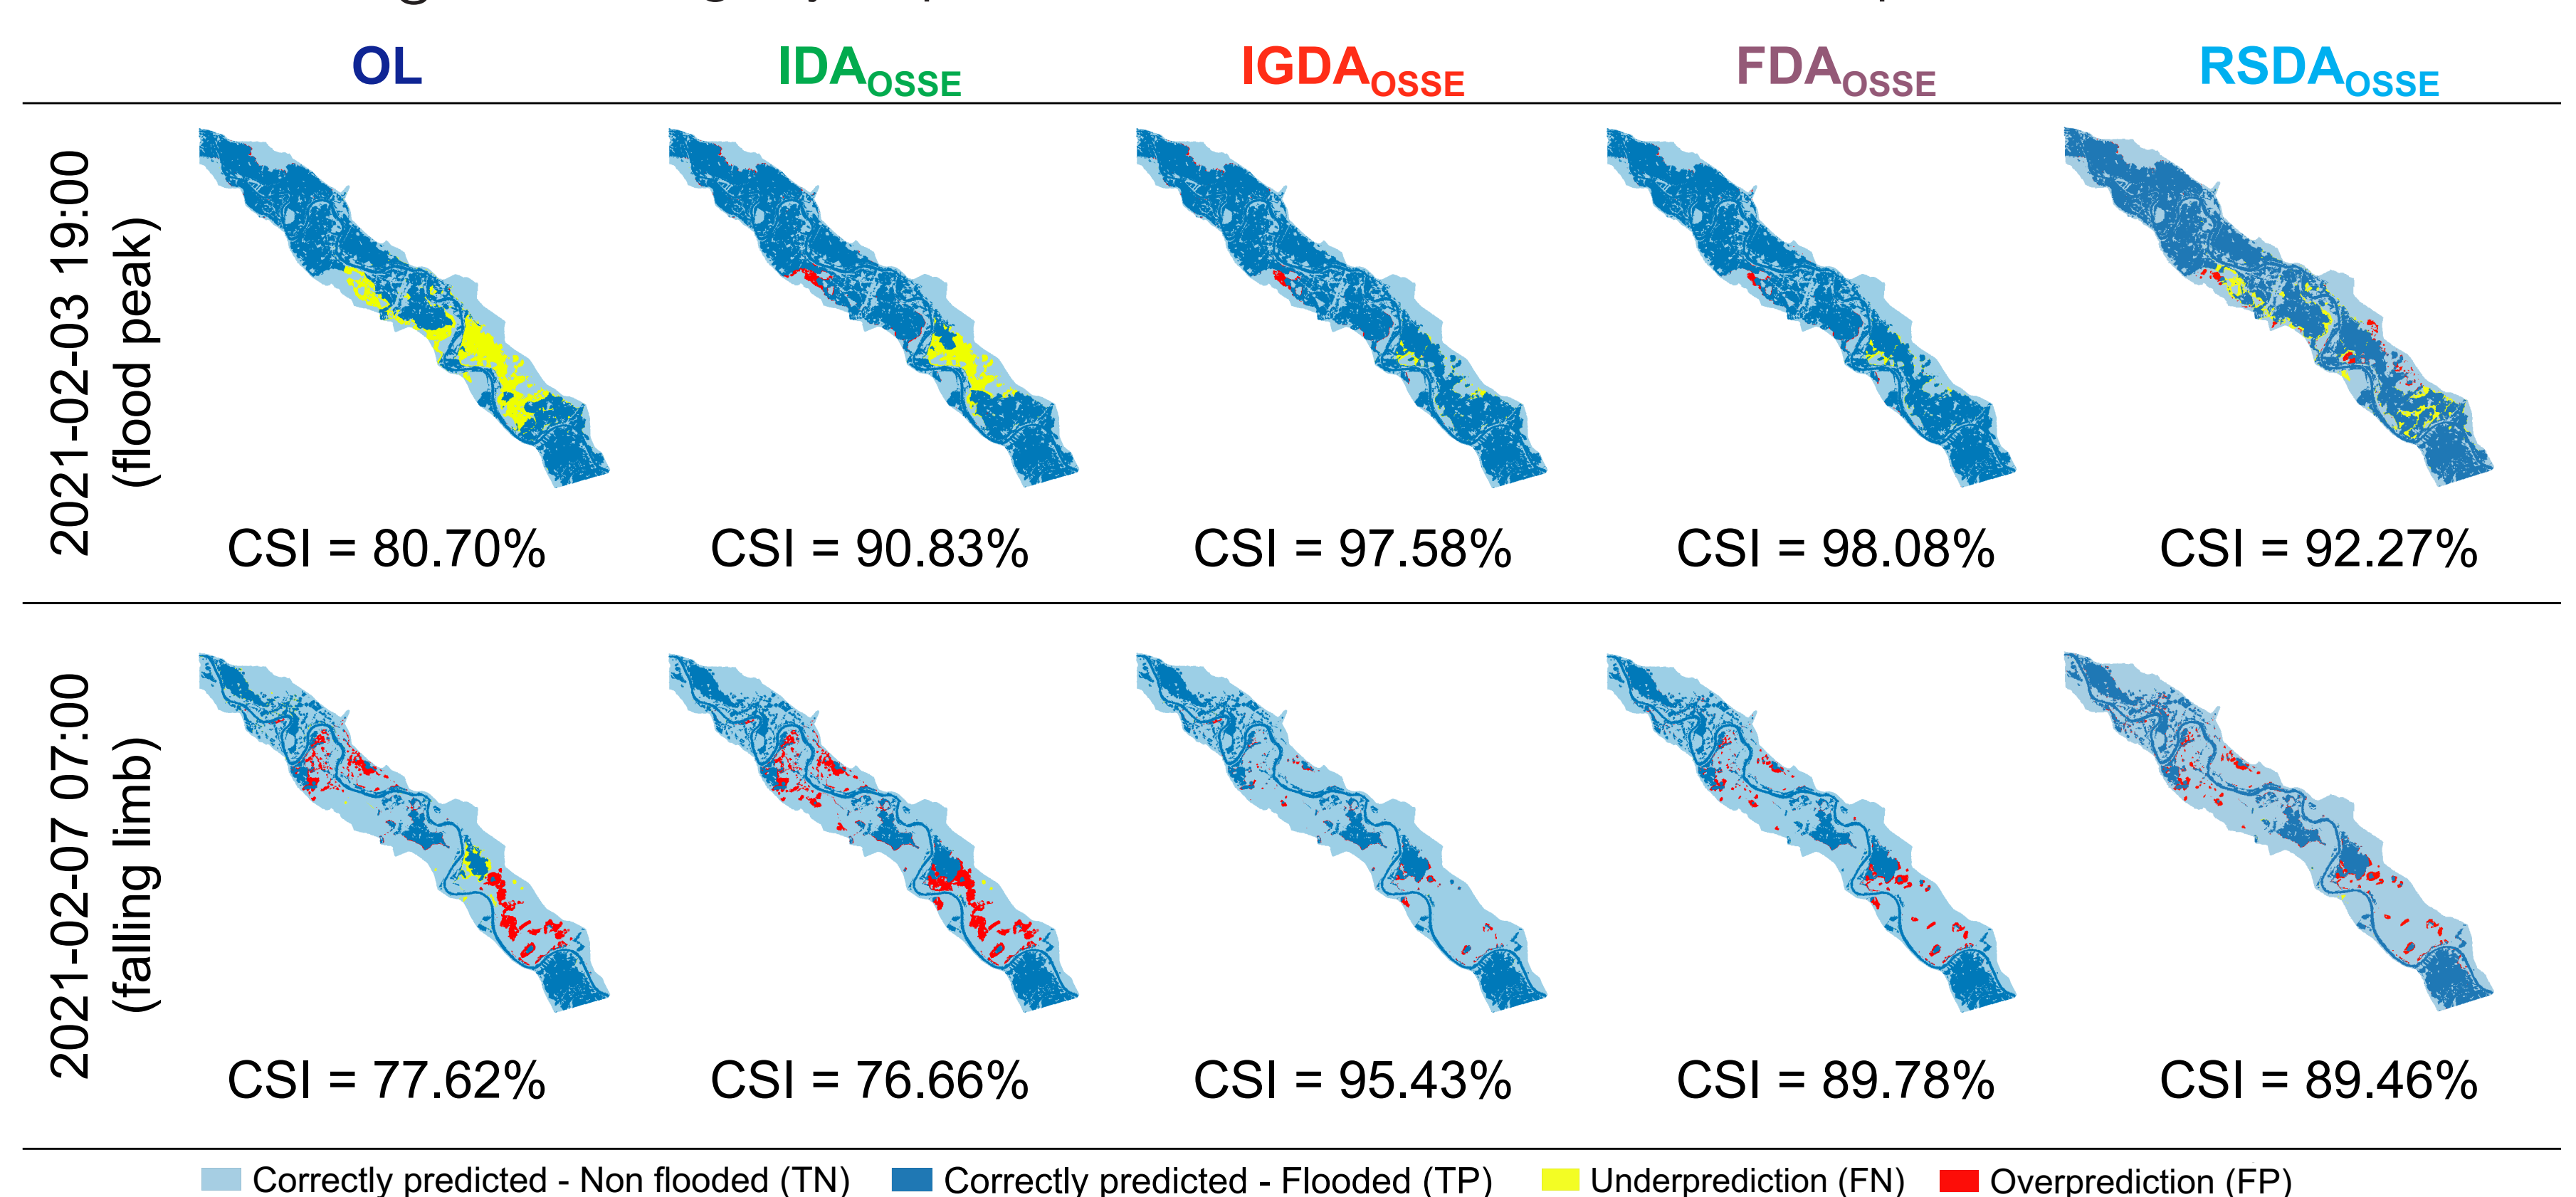 OL IDAOSSE IGDAOSSE FDAOSSE RSDAOSSE
2021-02-03 19:00
(flood peak)
CSI = 80.70% CSI = 90.83% CSI = 97.58% CSI = 98.08% CSI = 92.27%
2021-02-07 07:00
(falling limb)
CSI = 77.62% CSI = 76.66% CSI = 95.43% CSI = 89.78% CSI = 89.46%
Correctly predicted - Non flooded (TN) Correctly predicted - Flooded (TP) Underprediction (FN) Overprediction (FP)